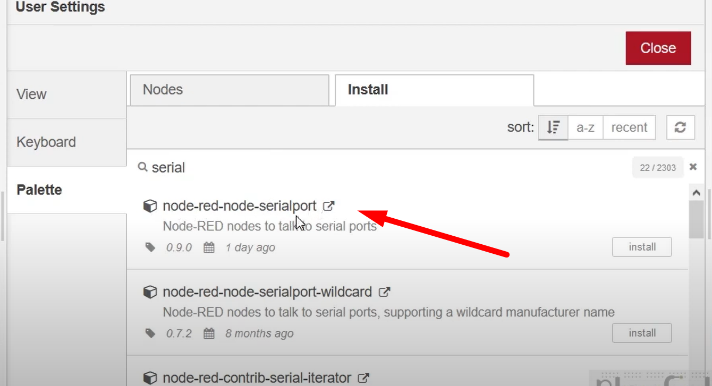 User Settings
Close
View
Keyboard
Palette
Nodes
Install
sort:
a-z
recent
serial
22 / 2303
node-red-node-serialport
Node-RED nodes to talk to serial ports
0.9.0
1 day ago
install
node-red-node-serialport-wildcard
Node-RED nodes to talk to serial ports, supporting a wildcard manufacturer name
0.7.2
8 months ago
install
node-red-contrib-serial-iterator